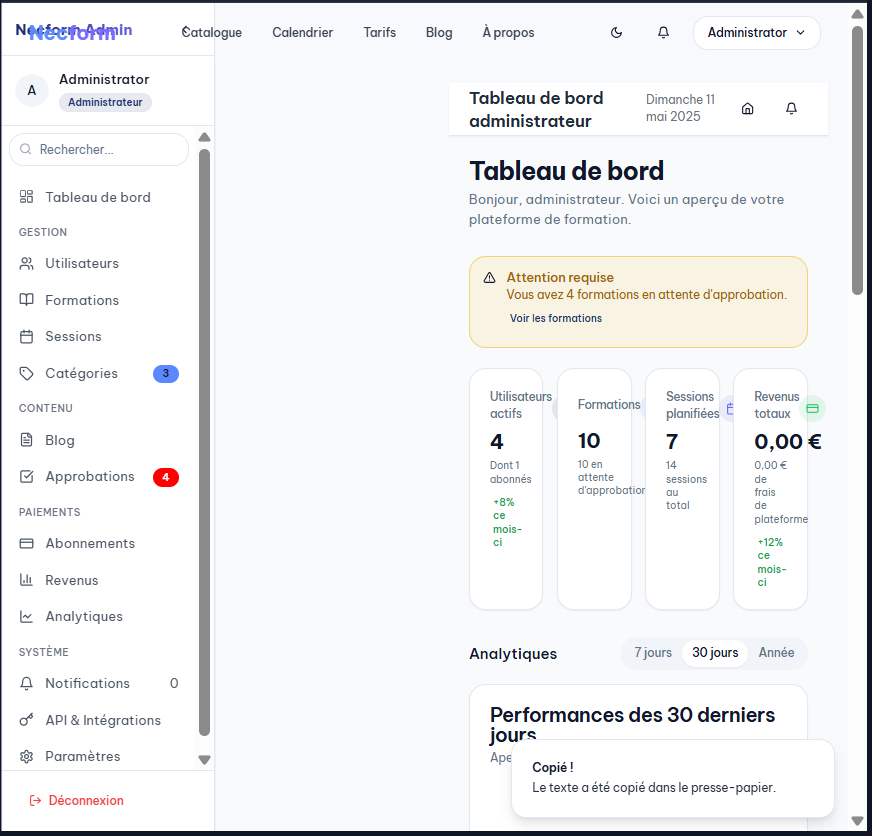 Necform Admin
Necform
Catalogue
Calendrier
Tarifs
Blog
À propos
Administrator
A
Administrator
Administrateur
Rechercher...
Tableau de bord
GESTION
Utilisateurs
Formations
Sessions
Catégories
3
CONTENU
Blog
Approbations
4
PAIEMENTS
Abonnements
Revenus
Analytiques
SYSTÈME
Notifications
0
API & Intégrations
Paramètres
Déconnexion
Tableau de bord
administrateur
Dimanche 11
mai 2025
Tableau de bord
Bonjour, administrateur. Voici un aperçu de votre
plateforme de formation.
Attention requise
Vous avez 4 formations en attente d'approbation.
Voir les formations
Utilisateurs
actifs
4
Dont 1
abonnés
+8%
ce
mois-
ci
Formations
10
10 en
attente
d'approbation
Sessions
planifiées
7
14
sessions
au
total
Revenus
totaux
0,00 €
0,00 €
de
frais
de
plateforme
+12%
ce
mois-
ci
Analytiques
7 jours
30 jours
Année
Performances des 30 derniers
jours
Ape
Copié !
Le texte a été copié dans le presse-papier.